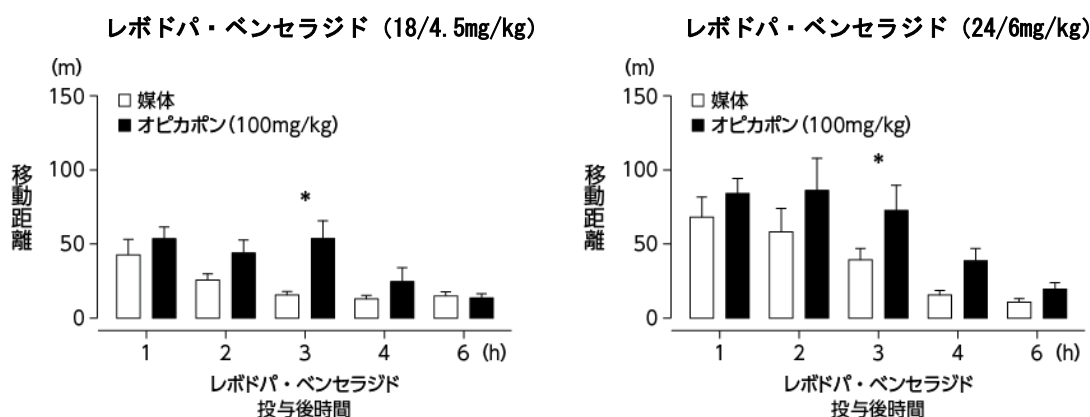 レボドパ・ベンセラジド (18/4.5mg/kg)
(m)
150
100
50
0
移動距離
□ 媒体
■ オピカポン(100mg/kg)
*
1 2 3 4 6 (h)
レボドパ・ベンセラジド
投与後時間
レボドパ・ベンセラジド (24/6mg/kg)
(m)
150
100
50
0
移動距離
□ 媒体
■ オピカポン(100mg/kg)
*
1 2 3 4 6 (h)
レボドパ・ベンセラジド
投与後時間